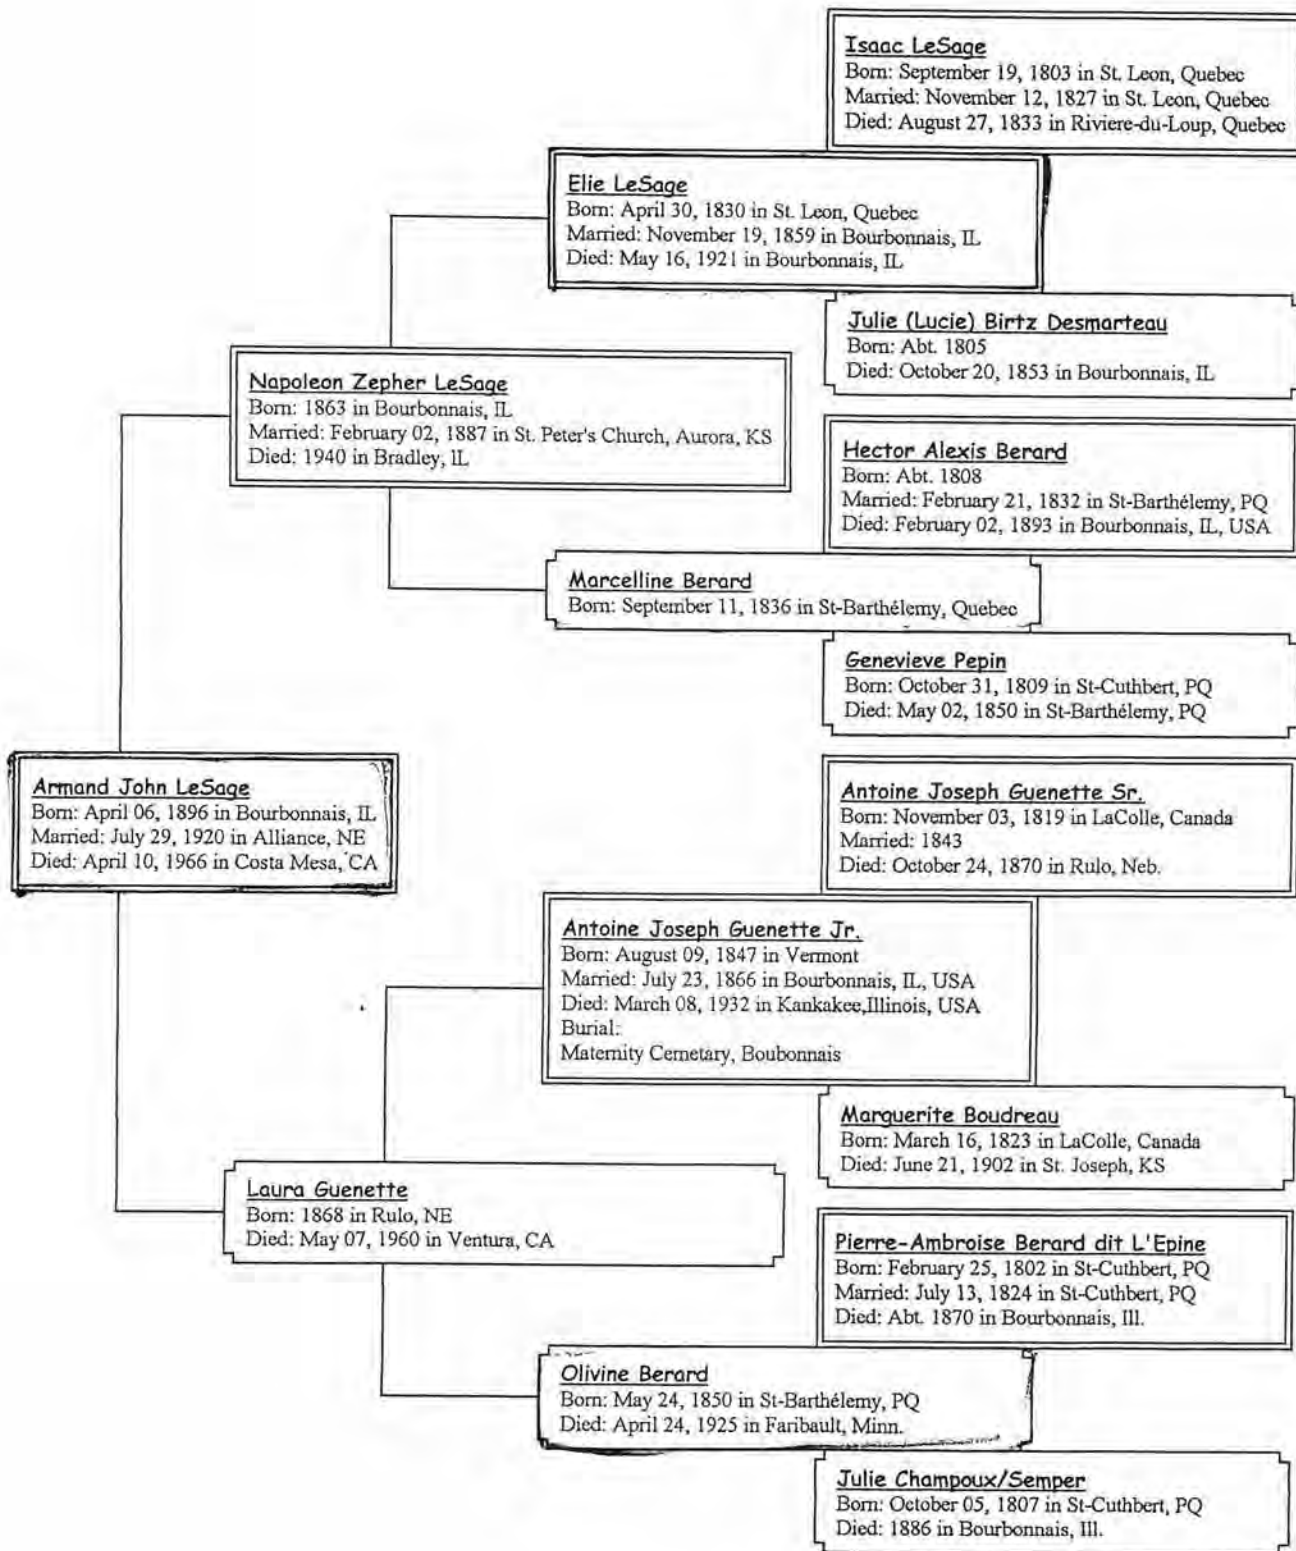 Isaac LeSage
Born: September 19, 1803 in St. Leon, Quebec
Married: November 12, 1827 in St. Leon, Quebec
Died: August 27, 1833 in Riviere-du-Loup, Quebec
Elie LeSage
Born: April 30, 1830 in St. Leon, Quebec
Married: November 19, 1859 in Bourbonnais, IL
Died: May 16, 1921 in Bourbonnais, IL
Julie (Lucie) Birtz Desmarteau
Born: Abt. 1805
Died: October 20, 1853 in Bourbonnais, IL
Napoleon Zepher LeSage
Born: 1863 in Bourbonnais, IL
Married: February 02, 1887 in St. Peter's Church, Aurora, KS
Died: 1940 in Bradley, IL
Hector Alexis Berard
Born: Abt. 1808
Married: February 21, 1832 in St-Barthélemy, PQ
Died: February 02, 1893 in Bourbonnais, IL, USA
Marcelline Berard
Born: September 11, 1836 in St-Barthélemy, Quebec
Genevieve Pepin
Born: October 31, 1809 in St-Cuthbert, PQ
Died: May 02, 1850 in St-Barthélemy, PQ
Armand John LeSage
Born: April 06, 1896 in Bourbonnais, IL
Married: July 29, 1920 in Alliance, NE
Died: April 10, 1966 in Costa Mesa, CA
Antoine Joseph Guenette Sr.
Born: November 03, 1819 in LaColle, Canada
Married: 1843
Died: October 24, 1870 in Rulo, Neb.
Antoine Joseph Guenette Jr.
Born: August 09, 1847 in Vermont
Married: July 23, 1866 in Bourbonnais, IL, USA
Died: March 08, 1932 in Kankakee,Illinois, USA
Burial:
Maternity Cemetary, Boubonnais
Marguerite Boudreau
Born: March 16, 1823 in LaColle, Canada
Died: June 21, 1902 in St. Joseph, KS
Laura Guenette
Born: 1868 in Rulo, NE
Died: May 07, 1960 in Ventura, CA
Pierre-Ambroise Berard dit L'Epine
Born: February 25, 1802 in St-Cuthbert, PQ
Married: July 13, 1824 in St-Cuthbert, PQ
Died: Abt. 1870 in Bourbonnais, Ill.
Olivine Berard
Born: May 24, 1850 in St-Barthélemy, PQ
Died: April 24, 1925 in Faribault, Minn.
Julie Champoux/Semper
Born: October 05, 1807 in St-Cuthbert, PQ
Died: 1886 in Bourbonnais, Ill.